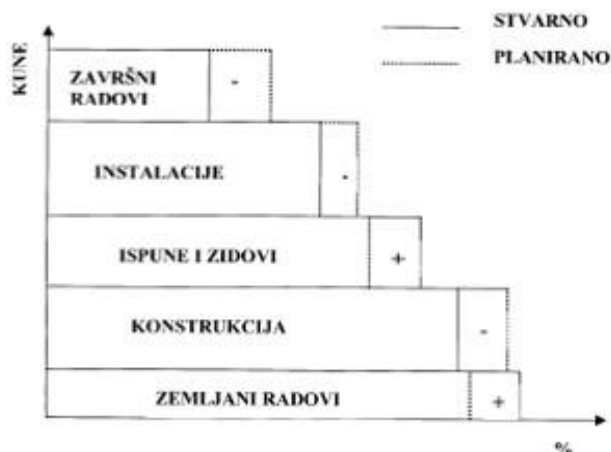 STVARNO
PLANIRANO
KUNE
ZAVRŠNI
RADOVI
-
INSTALACIJE
-
ISPUNE I ZIDOVI
+
KONSTRUKCIJA
-
ZEMLJANI RADOVI
+
%